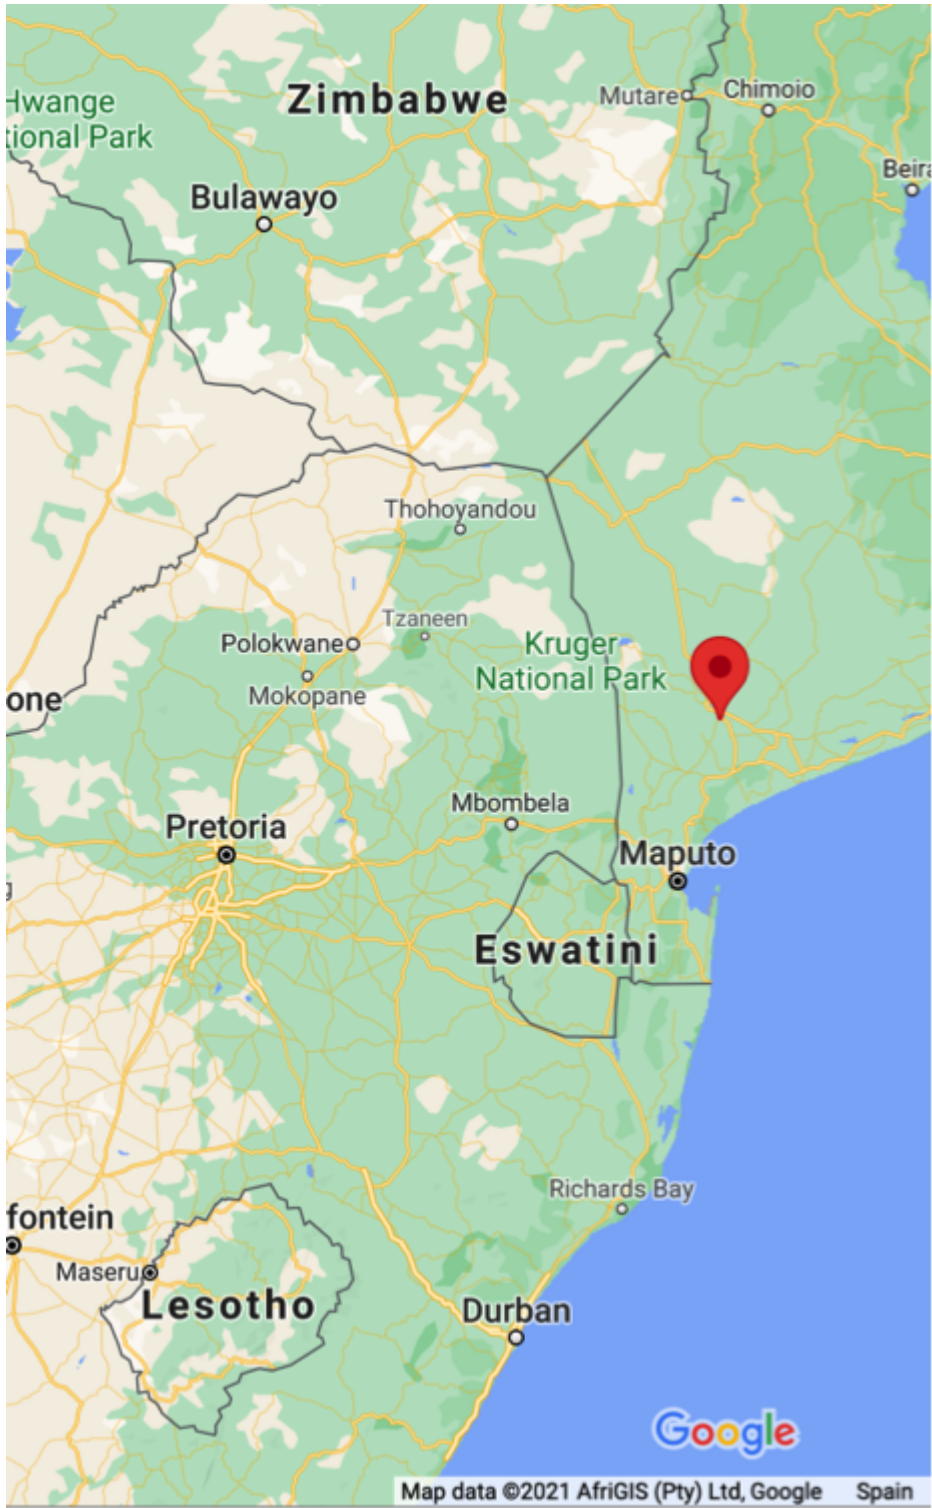 Zimbabwe
Mutare
Chimoio
Hwange
tional Park
Beira
Bulawayo
Thohoyandou
Tzaneen
Polokwane
Mokopane
Kruger
National Park
one
Mbombela
Pretoria
Maputo
g
Eswatini
Richards Bay
fontein
Maseru
Lesotho
Durban
Google
Map data ©2021 AfriGIS (Pty) Ltd, Google Spain